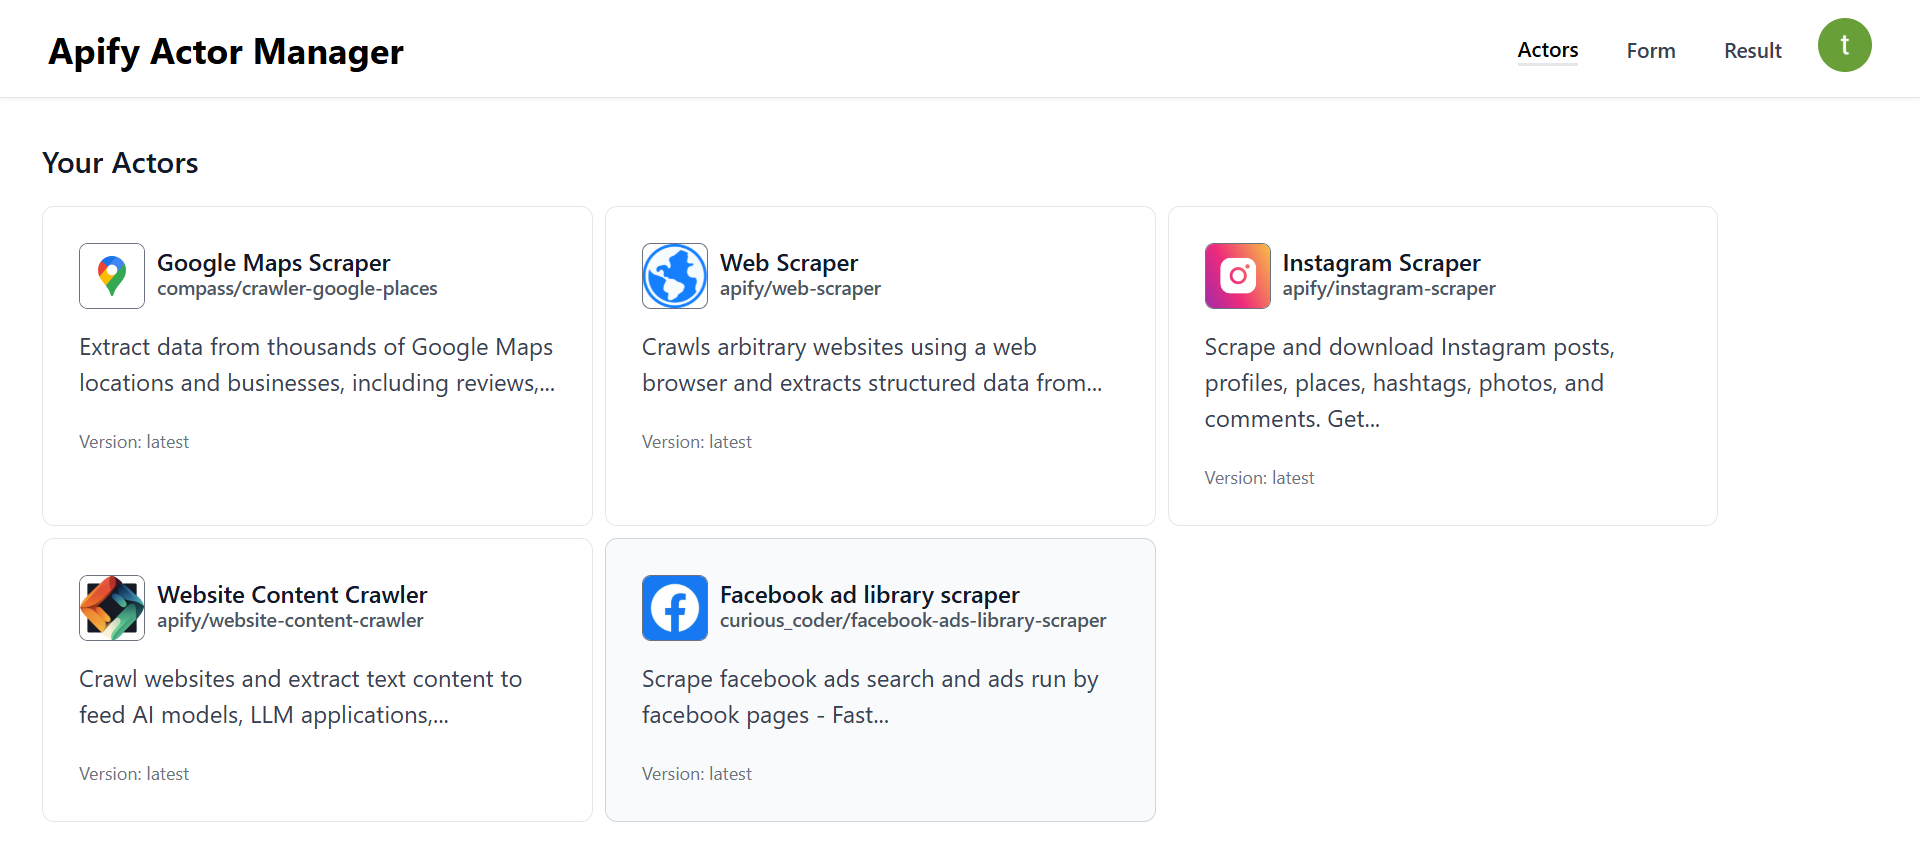 Apify Actor Manager
Actors
Form
Result
t
Your Actors
Google Maps Scraper
compass/crawler-google-places
Extract data from thousands of Google Maps
locations and businesses, including reviews,...
Version: latest
Web Scraper
apify/web-scraper
Crawls arbitrary websites using a web
browser and extracts structured data from...
Version: latest
Instagram Scraper
apify/instagram-scraper
Scrape and download Instagram posts,
profiles, places, hashtags, photos, and
comments. Get...
Version: latest
Website Content Crawler
apify/website-content-crawler
Crawl websites and extract text content to
feed AI models, LLM applications,...
Version: latest
Facebook ad library scraper
curious_coder/facebook-ads-library-scraper
Scrape facebook ads search and ads run by
facebook pages - Fast...
Version: latest